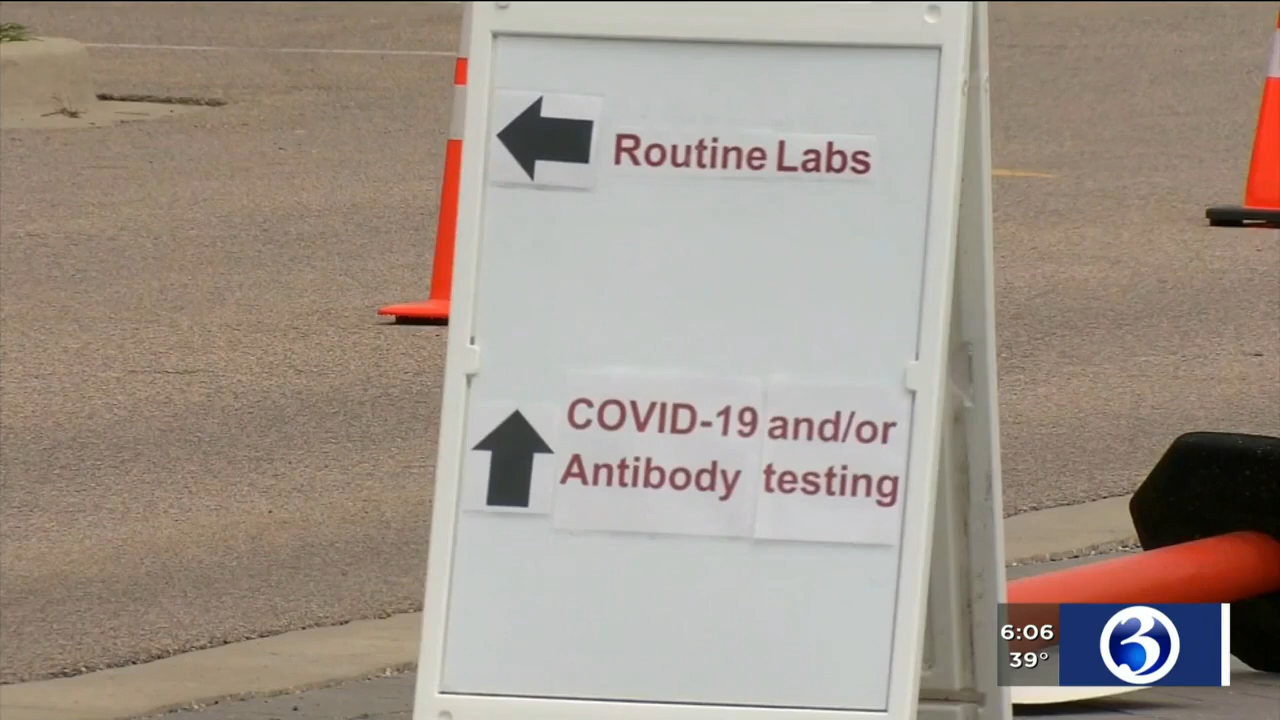 Routine Labs
COVID-19 and/or
Antibody testing
6:06
39°
3